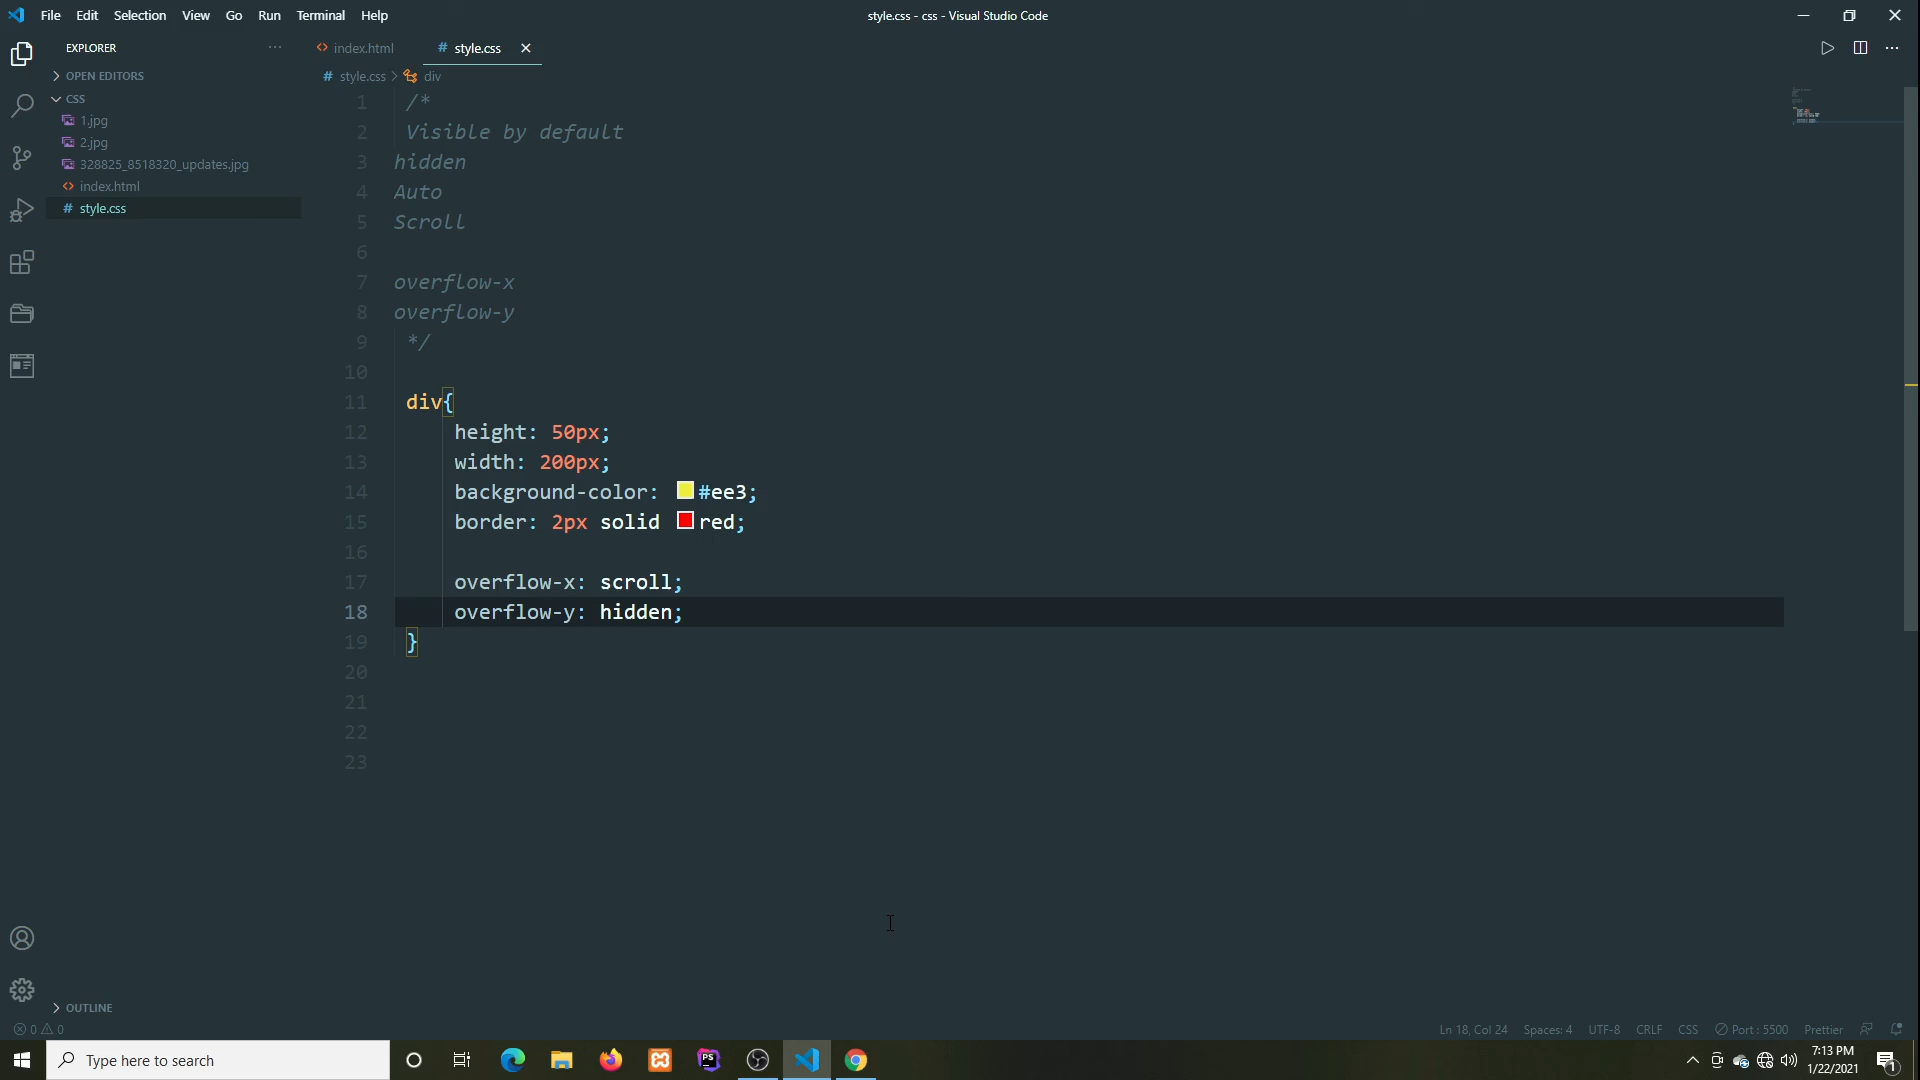 File Edit Selection View Go Run Terminal Help
style.css - css - Visual Studio Code
EXPLORER
OPEN EDITORS
CSS
1.jpg
2.jpg
328825_8518320_updates.jpg
index.html
style.css
OUTLINE
index.html
# style.css
# style.css > div
1 /*
2 Visible by default
3 hidden
4 Auto
5 Scroll
6
7 overflow-x
8 overflow-y
9 */
10
11 div{
12 height: 50px;
13 width: 200px;
14 background-color: #ee3;
15 border: 2px solid red;
16
17 overflow-x: scroll;
18 overflow-y: hidden;
19 }
20
21
22
23
0 0
Ln 18, Col 24 Spaces: 4 UTF-8 CRLF CSS Port : 5500 Prettier
Type here to search
PS
7:13 PM
1/22/2021
1